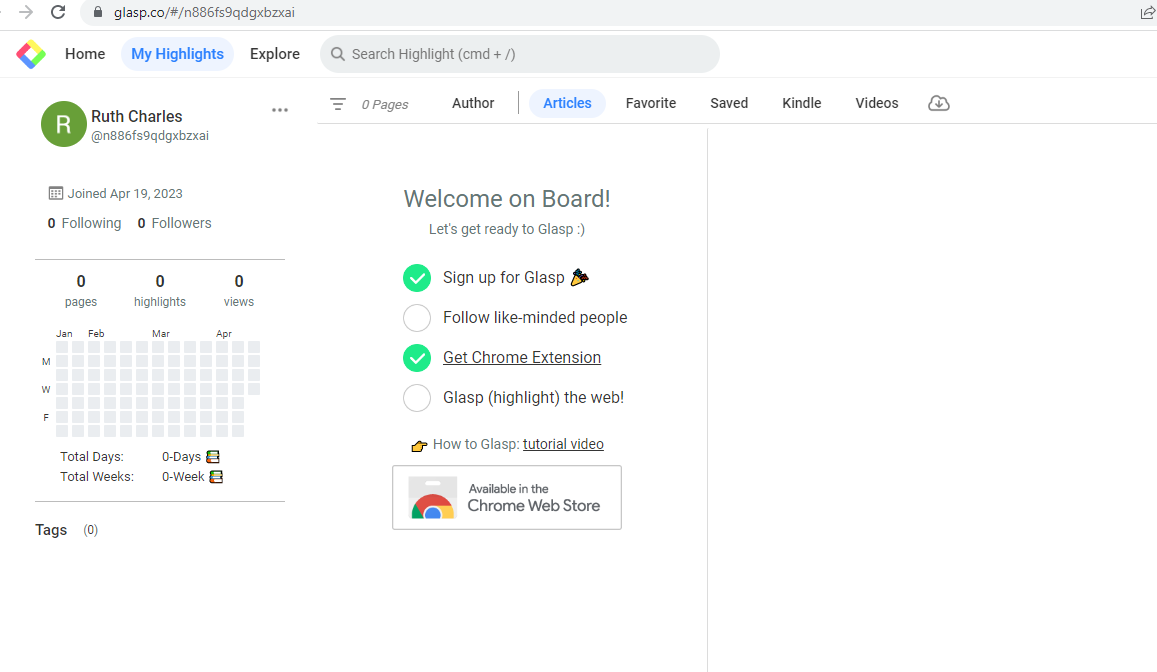 glasp.co/#/n886fs9qdgxbzxai
Home My Highlights Explore Search Highlight (cmd + /)
R
Ruth Charles
@n886fs9qdgxbzxai
Joined Apr 19, 2023
0 Following 0 Followers
0 0 0
pages highlights views
Jan Feb Mar Apr
M
W
F
Total Days: 0-Days
Total Weeks: 0-Week
Tags (0)
0 Pages Author Articles Favorite Saved Kindle Videos
Welcome on Board!
Let's get ready to Glasp :)
Sign up for Glasp 🎉
Follow like-minded people
Get Chrome Extension
Glasp (highlight) the web!
👉 How to Glasp: tutorial video
Available in the
Chrome Web Store